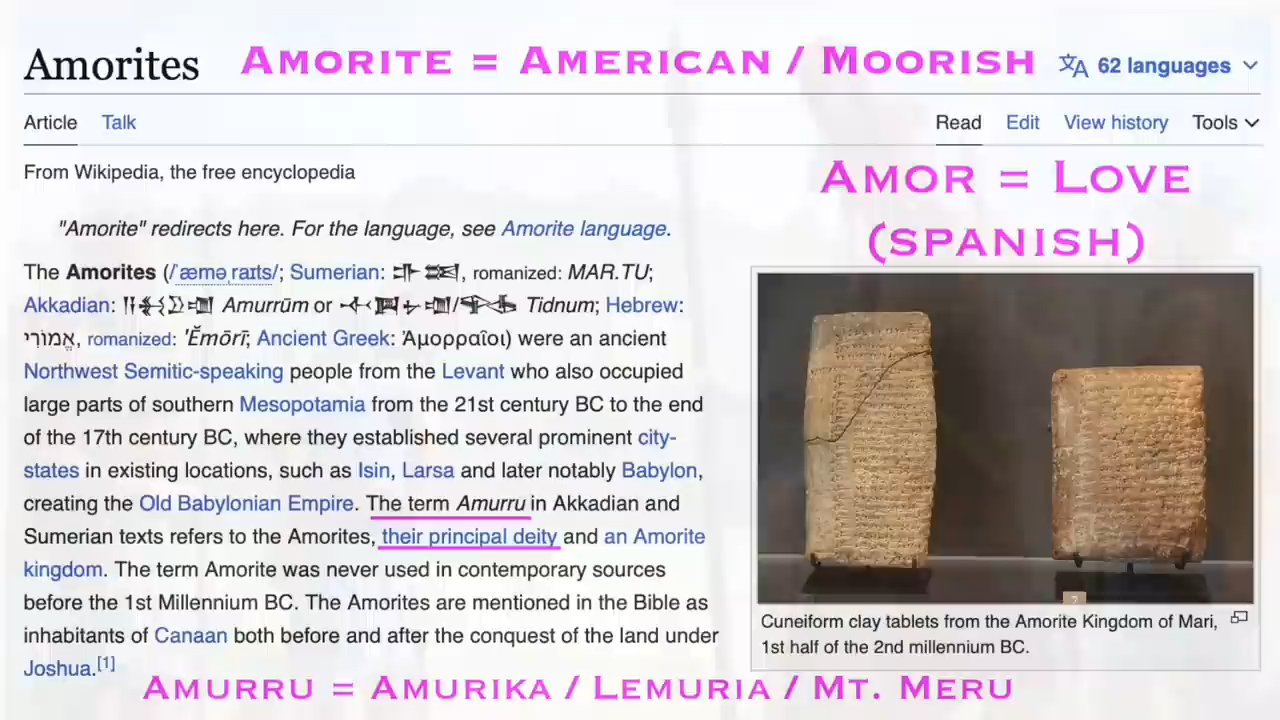 Amorites AMORITE = AMERICAN / MOORISH 62 languages
Article Talk Read Edit View history Tools
From Wikipedia, the free encyclopedia
AMOR = LOVE
(SPANISH)
"Amorite" redirects here. For the language, see Amorite language.
The Amorites (/ˈæməˌraɪts/; Sumerian: 𒈥𒌅, romanized: MAR.TU;
Akkadian: Amurrūm or / Tidnum; Hebrew:
אֱמוֹרִי, romanized: 'Ĕmōrī; Ancient Greek: Ἀμορραῖοι) were an ancient
Northwest Semitic-speaking people from the Levant who also occupied
large parts of southern Mesopotamia from the 21st century BC to the end
of the 17th century BC, where they established several prominent city-
states in existing locations, such as Isin, Larsa and later notably Babylon,
creating the Old Babylonian Empire. The term Amurru in Akkadian and
Sumerian texts refers to the Amorites, their principal deity and an Amorite
kingdom. The term Amorite was never used in contemporary sources
before the 1st Millennium BC. The Amorites are mentioned in the Bible as
inhabitants of Canaan both before and after the conquest of the land under
Joshua.[1]
Cuneiform clay tablets from the Amorite Kingdom of Mari,
1st half of the 2nd millennium BC.
AMURRU = AMURIKA / LEMURIA / MT. MERU